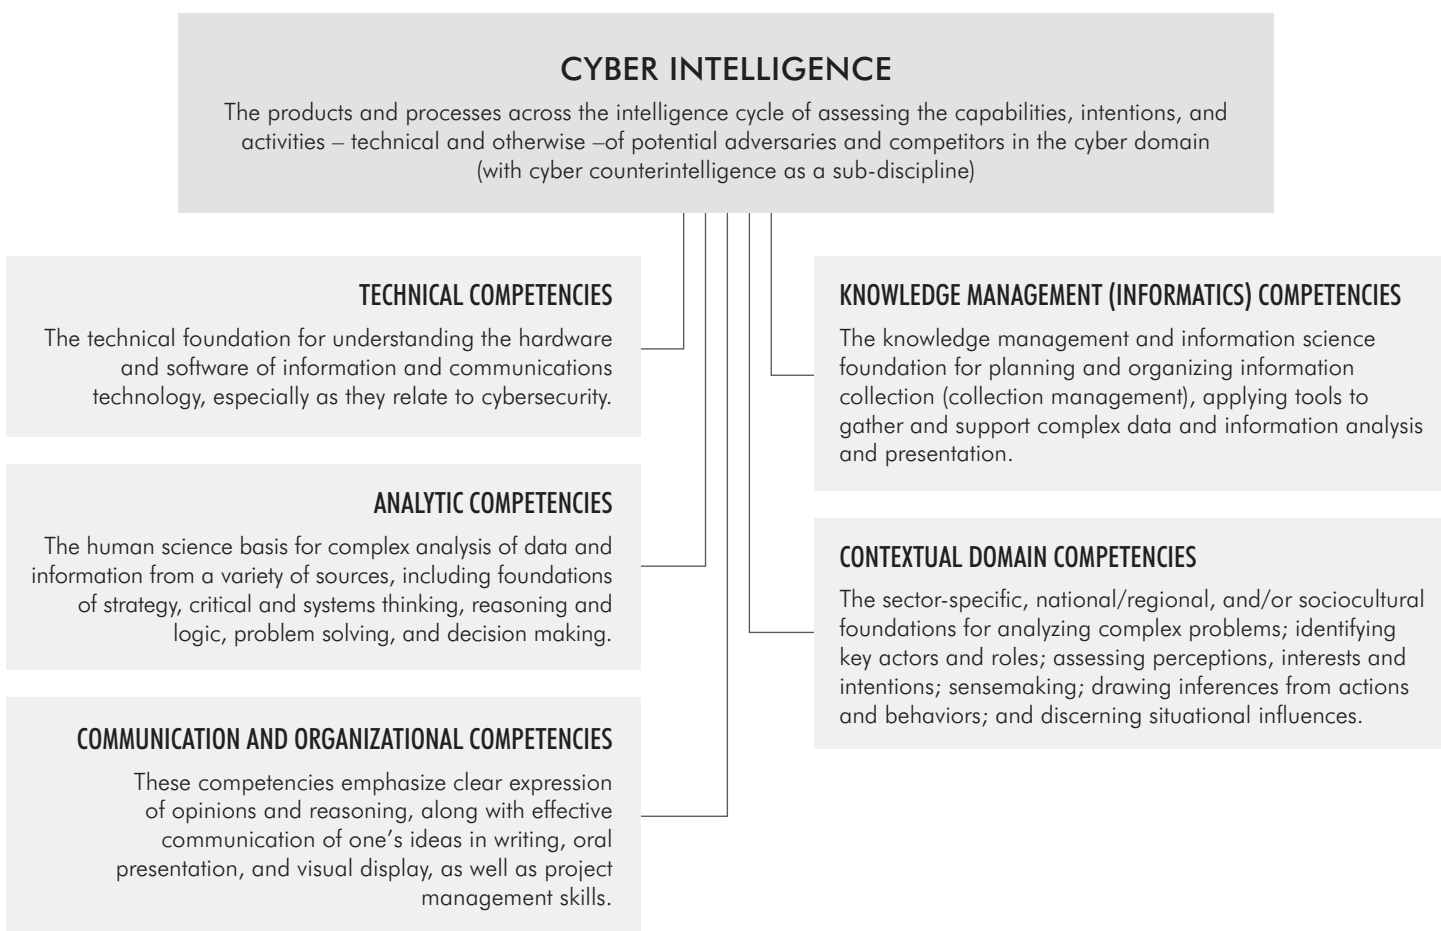 CYBER INTELLIGENCE
The products and processes across the intelligence cycle of assessing the capabilities, intentions, and
activities – technical and otherwise –of potential adversaries and competitors in the cyber domain
(with cyber counterintelligence as a sub-discipline)
TECHNICAL COMPETENCIES
The technical foundation for understanding the hardware
and software of information and communications
technology, especially as they relate to cybersecurity.
ANALYTIC COMPETENCIES
The human science basis for complex analysis of data and
information from a variety of sources, including foundations
of strategy, critical and systems thinking, reasoning and
logic, problem solving, and decision making.
COMMUNICATION AND ORGANIZATIONAL COMPETENCIES
These competencies emphasize clear expression
of opinions and reasoning, along with effective
communication of one’s ideas in writing, oral
presentation, and visual display, as well as project
management skills.
KNOWLEDGE MANAGEMENT (INFORMATICS) COMPETENCIES
The knowledge management and information science
foundation for planning and organizing information
collection (collection management), applying tools to
gather and support complex data and information analysis
and presentation.
CONTEXTUAL DOMAIN COMPETENCIES
The sector-specific, national/regional, and/or sociocultural
foundations for analyzing complex problems; identifying
key actors and roles; assessing perceptions, interests and
intentions; sensemaking; drawing inferences from actions
and behaviors; and discerning situational influences.